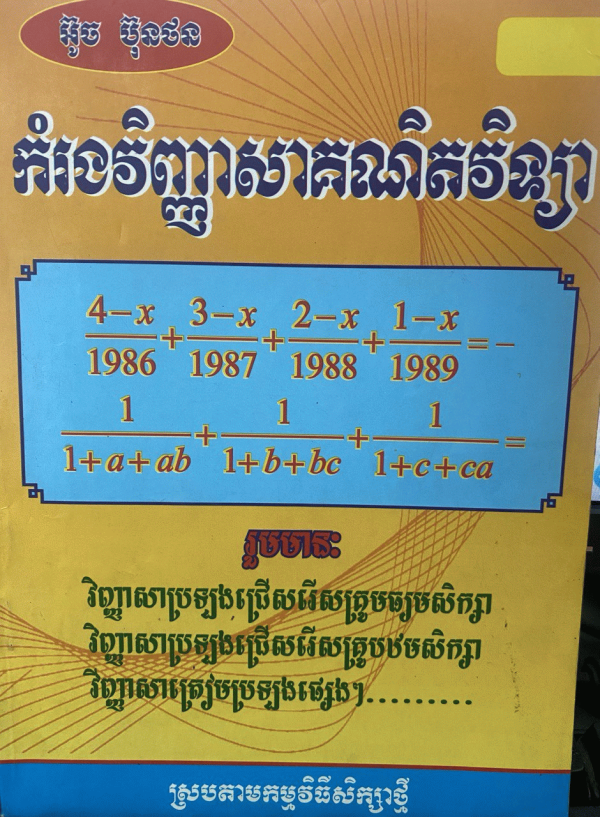 អ៊ូច ប៊ុនថន
កំរងវិញ្ញាសាគណិតវិទ្យា
4−x/1986 + 3−x/1987 + 2−x/1988 + 1−x/1989 = −
1/1+a+ab + 1/1+b+bc + 1/1+c+ca =
រួមមាន:
វិញ្ញាសាប្រឡងជ្រើសរើសគ្រូមធ្យមសិក្សា
វិញ្ញាសាប្រឡងជ្រើសរើសគ្រូបឋមសិក្សា
វិញ្ញាសាត្រៀមប្រឡងផ្សេងៗ..........
ស្របតាមកម្មវិធីសិក្សាថ្មី